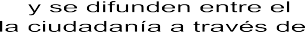 y se difunden entre el
la ciudadanía a través de